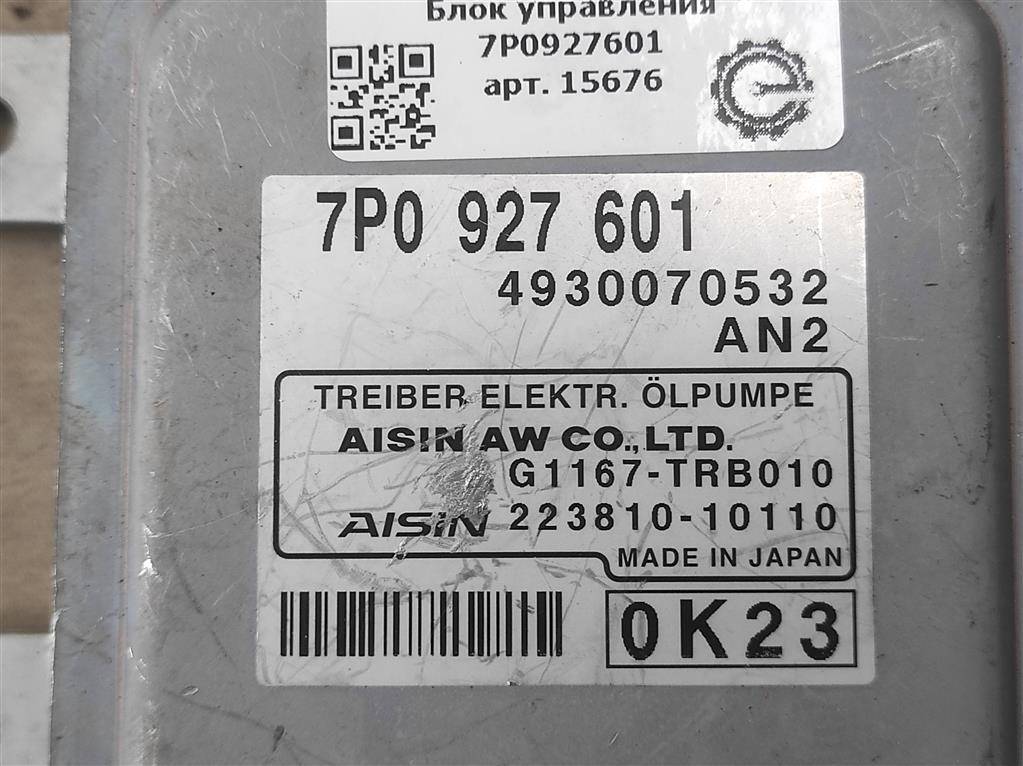 Блок управления
7P0927601
арт. 15676
7P0 927 601
4930070532
AN2
TREIBER ELEKTR. ÖLPUMPE
AISIN AW CO.,LTD.
G1167-TRB010
AISIN 223810-10110
MADE IN JAPAN
0K23